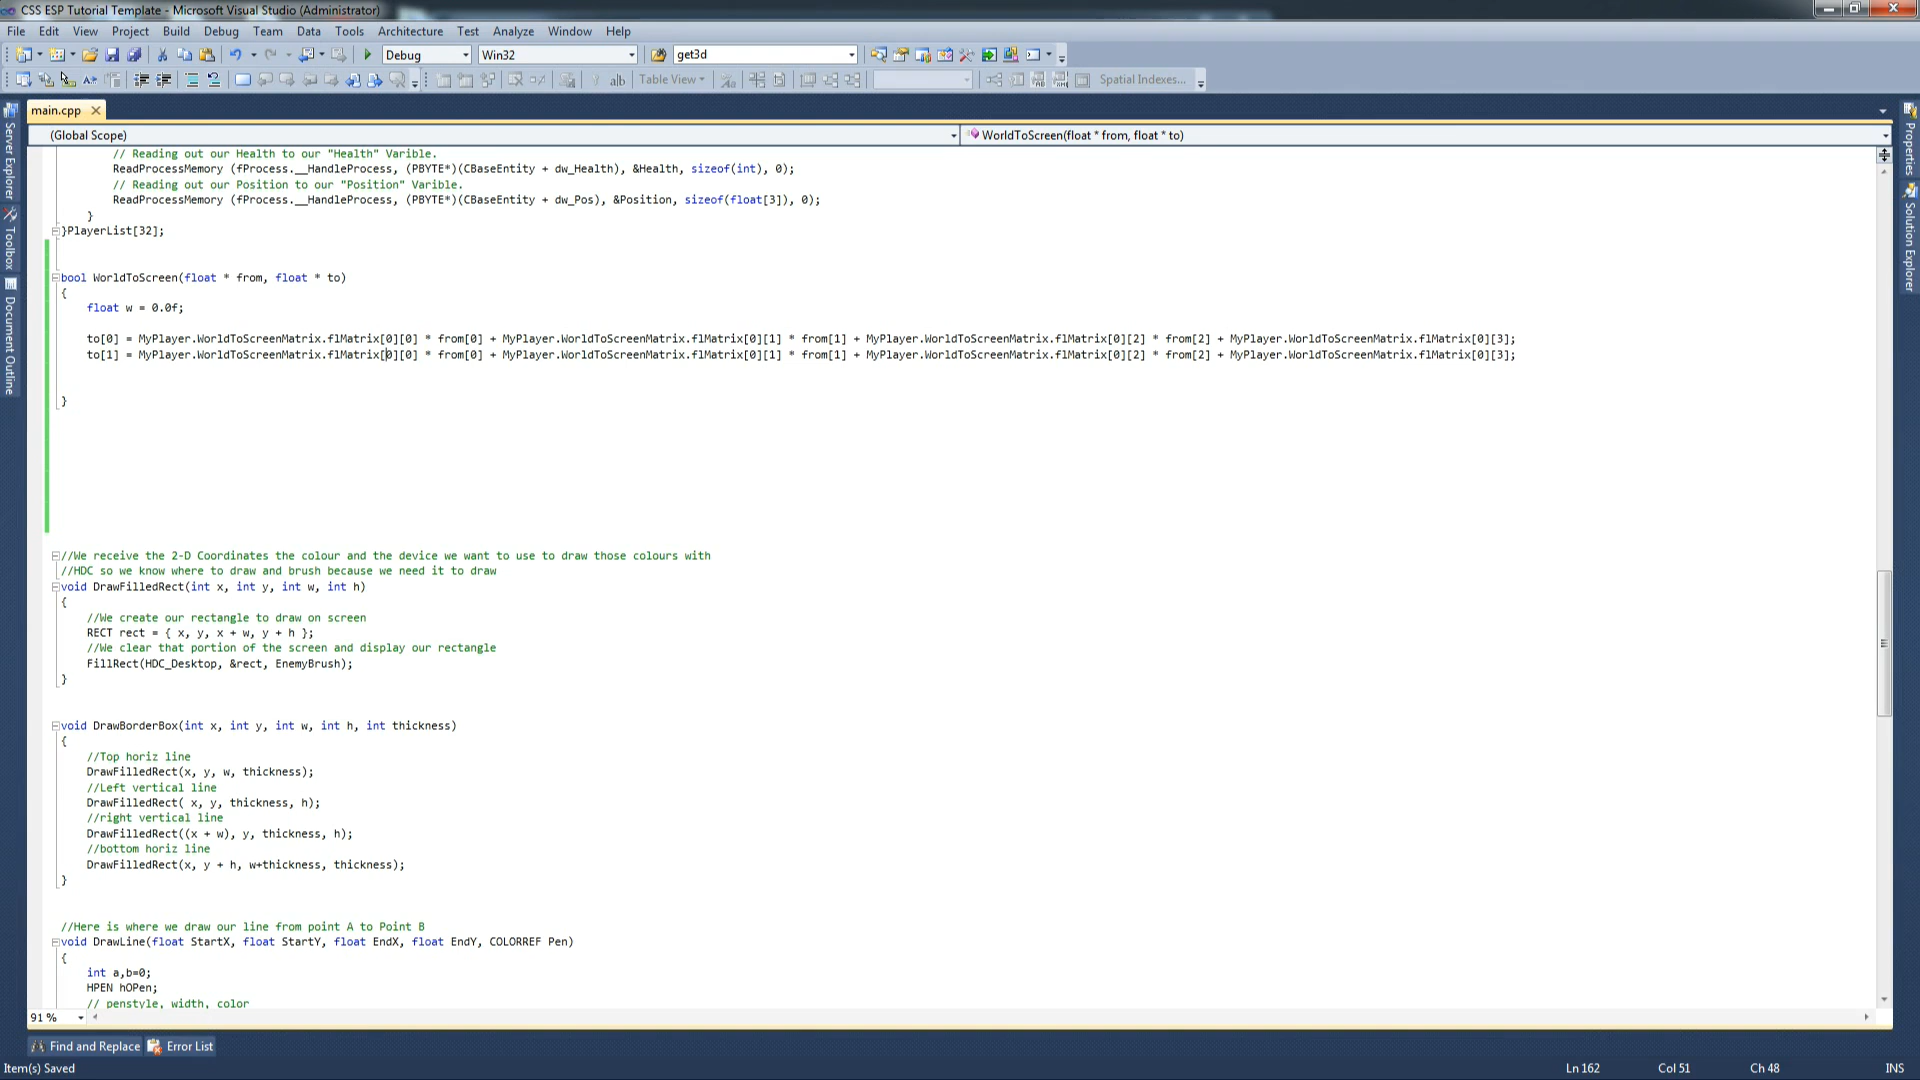 CSS ESP Tutorial Template - Microsoft Visual Studio (Administrator)
File Edit View Project Build Debug Team Data Tools Architecture Test Analyze Window Help
Debug Win32 get3d
Table View Spatial Indexes...
main.cpp
(Global Scope) WorldToScreen(float * from, float * to)
Server Explorer
Toolbox
Document Outline
Properties
Solution Explorer
// Reading out our Health to our "Health" Varible.
ReadProcessMemory (fProcess.__HandleProcess, (PBYTE*)(CBaseEntity + dw_Health), &Health, sizeof(int), 0);
// Reading out our Position to our "Position" Varible.
ReadProcessMemory (fProcess.__HandleProcess, (PBYTE*)(CBaseEntity + dw_Pos), &Position, sizeof(float[3]), 0);
}
}PlayerList[32];
bool WorldToScreen(float * from, float * to)
{
float w = 0.0f;
to[0] = MyPlayer.WorldToScreenMatrix.flMatrix[0][0] * from[0] + MyPlayer.WorldToScreenMatrix.flMatrix[0][1] * from[1] + MyPlayer.WorldToScreenMatrix.flMatrix[0][2] * from[2] + MyPlayer.WorldToScreenMatrix.flMatrix[0][3];
to[1] = MyPlayer.WorldToScreenMatrix.flMatrix[0][0] * from[0] + MyPlayer.WorldToScreenMatrix.flMatrix[0][1] * from[1] + MyPlayer.WorldToScreenMatrix.flMatrix[0][2] * from[2] + MyPlayer.WorldToScreenMatrix.flMatrix[0][3];
}
//We receive the 2-D Coordinates the colour and the device we want to use to draw those colours with
//HDC so we know where to draw and brush because we need it to draw
void DrawFilledRect(int x, int y, int w, int h)
{
//We create our rectangle to draw on screen
RECT rect = { x, y, x + w, y + h };
//We clear that portion of the screen and display our rectangle
FillRect(HDC_Desktop, &rect, EnemyBrush);
}
void DrawBorderBox(int x, int y, int w, int h, int thickness)
{
//Top horiz line
DrawFilledRect(x, y, w, thickness);
//Left vertical line
DrawFilledRect( x, y, thickness, h);
//right vertical line
DrawFilledRect((x + w), y, thickness, h);
//bottom horiz line
DrawFilledRect(x, y + h, w+thickness, thickness);
}
//Here is where we draw our line from point A to Point B
void DrawLine(float StartX, float StartY, float EndX, float EndY, COLORREF Pen)
{
int a,b=0;
HPEN hOPen;
// penstyle, width, color
91 %
Find and Replace Error List
Item(s) Saved Ln 162 Col 51 Ch 48 INS